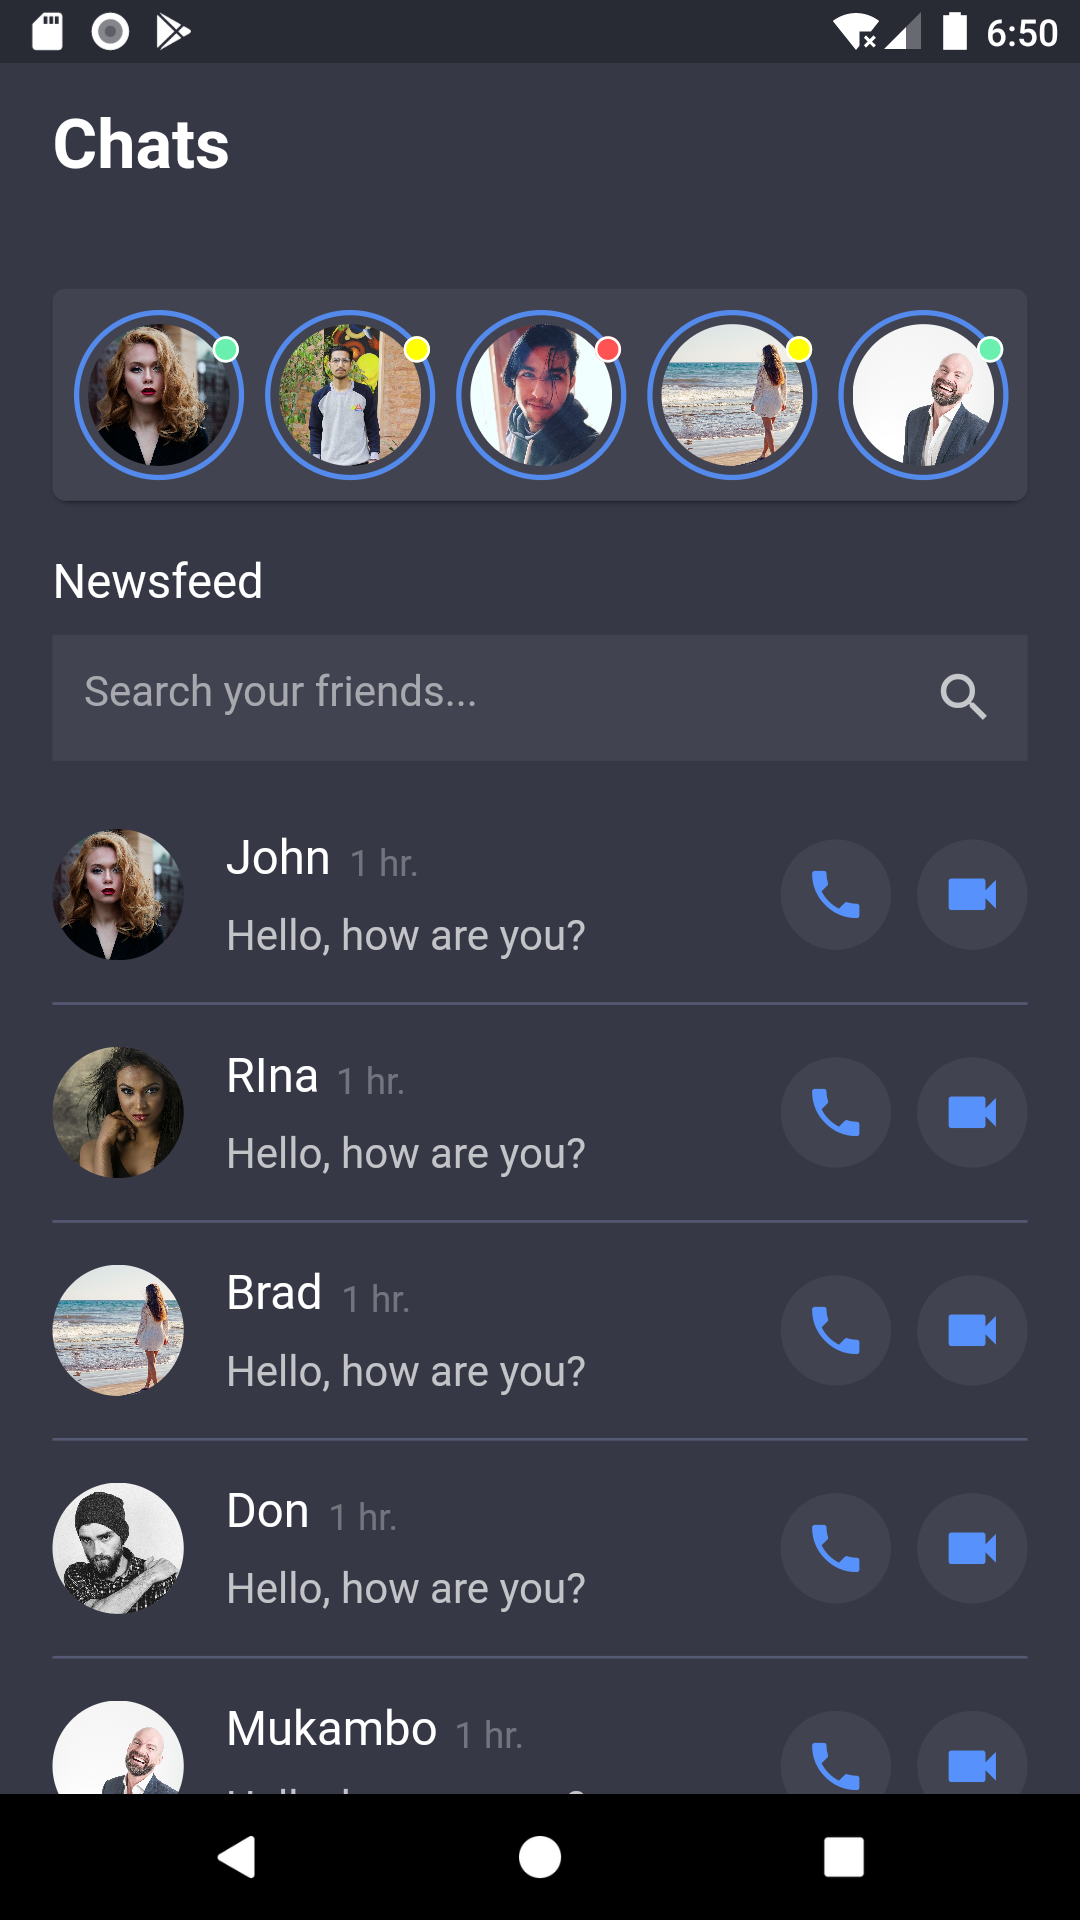 6:50
Chats
Newsfeed
Search your friends...
John 1 hr.
Hello, how are you?
RIna 1 hr.
Hello, how are you?
Brad 1 hr.
Hello, how are you?
Don 1 hr.
Hello, how are you?
Mukambo 1 hr.